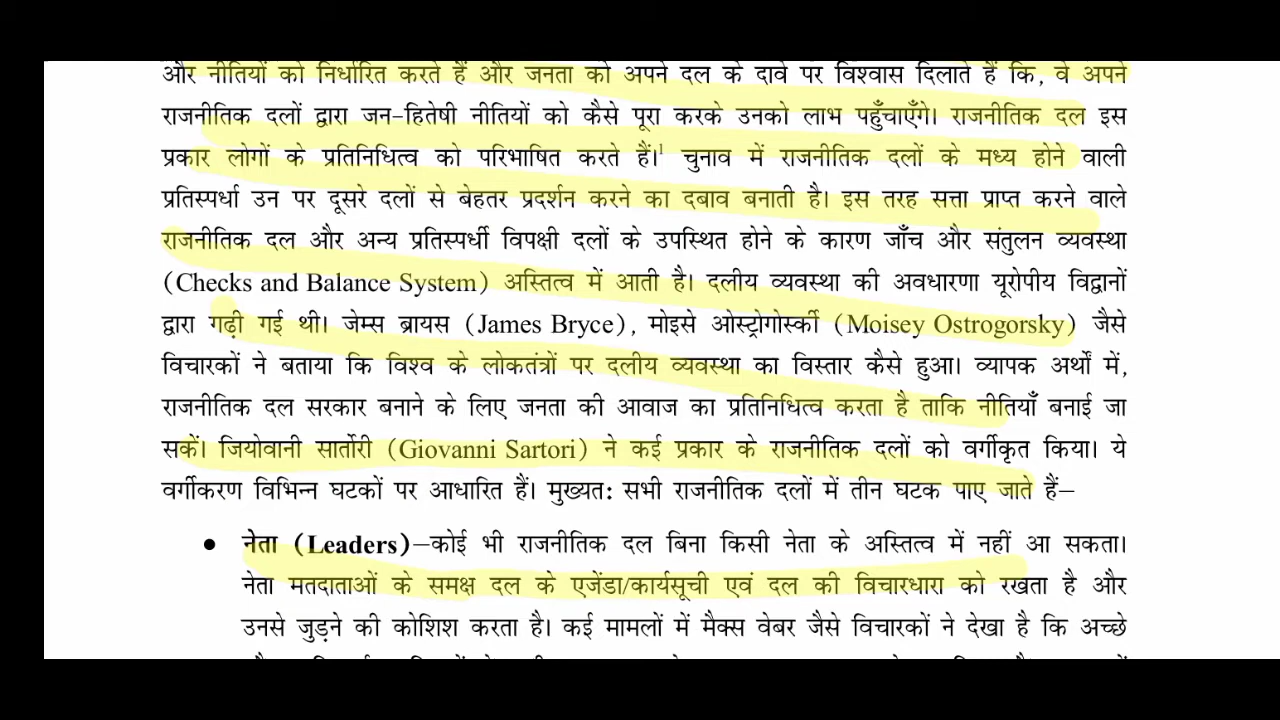 और नीतियों को निर्धारित करते हैं और जनता को अपने दल के दावे पर विश्वास दिलाते हैं कि, वे अपने
राजनीतिक दलों द्वारा जन-हितेषी नीतियों को कैसे पूरा करके उनको लाभ पहुँचाएँगे। राजनीतिक दल इस
प्रकार लोगों के प्रतिनिधित्व को परिभाषित करते हैं।¹ चुनाव में राजनीतिक दलों के मध्य होने वाली
प्रतिस्पर्धा उन पर दूसरे दलों से बेहतर प्रदर्शन करने का दबाव बनाती है। इस तरह सत्ता प्राप्त करने वाले
राजनीतिक दल और अन्य प्रतिस्पर्धी विपक्षी दलों के उपस्थित होने के कारण जाँच और संतुलन व्यवस्था
(Checks and Balance System) अस्तित्व में आती है। दलीय व्यवस्था की अवधारणा यूरोपीय विद्वानों
द्वारा गढ़ी गई थी। जेम्स ब्रायस (James Bryce), मोइसे ओस्ट्रोगोर्स्की (Moisey Ostrogorsky) जैसे
विचारकों ने बताया कि विश्व के लोकतंत्रों पर दलीय व्यवस्था का विस्तार कैसे हुआ। व्यापक अर्थों में,
राजनीतिक दल सरकार बनाने के लिए जनता की आवाज का प्रतिनिधित्व करता है ताकि नीतियाँ बनाई जा
सकें। जियोवानी सार्तोरी (Giovanni Sartori) ने कई प्रकार के राजनीतिक दलों को वर्गीकृत किया। ये
वर्गीकरण विभिन्न घटकों पर आधारित हैं। मुख्यत: सभी राजनीतिक दलों में तीन घटक पाए जाते हैं–
● नेता (Leaders)–कोई भी राजनीतिक दल बिना किसी नेता के अस्तित्व में नहीं आ सकता।
नेता मतदाताओं के समक्ष दल के एजेंडा/कार्यसूची एवं दल की विचारधारा को रखता है और
उनसे जुड़ने की कोशिश करता है। कई मामलों में मैक्स वेबर जैसे विचारकों ने देखा है कि अच्छे